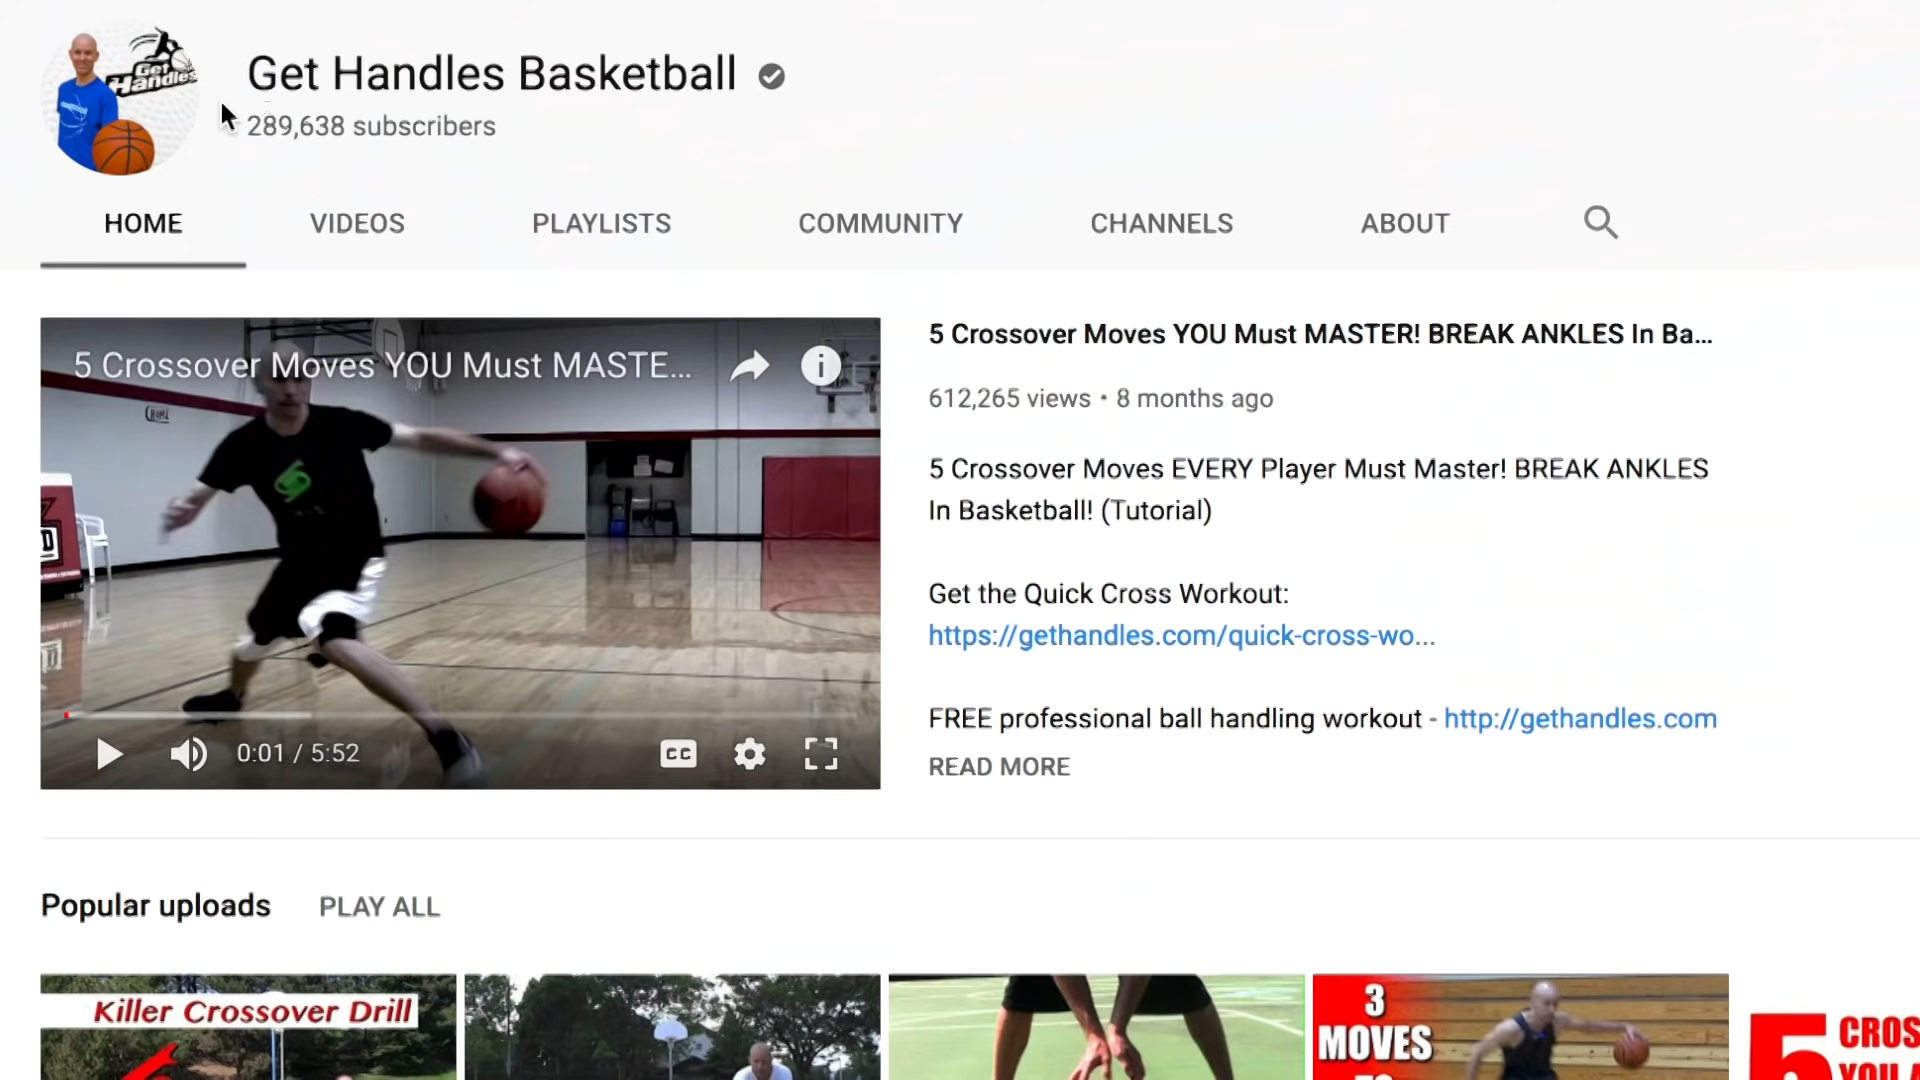 Get Handles
Get Handles Basketball
289,638 subscribers
HOME VIDEOS PLAYLISTS COMMUNITY CHANNELS ABOUT
5 Crossover Moves YOU Must MASTE...
0:01 / 5:52
CC
5 Crossover Moves YOU Must MASTER! BREAK ANKLES In Ba...
612,265 views • 8 months ago
5 Crossover Moves EVERY Player Must Master! BREAK ANKLES
In Basketball! (Tutorial)
Get the Quick Cross Workout:
https://gethandles.com/quick-cross-wo...
FREE professional ball handling workout - http://gethandles.com
READ MORE
Popular uploads PLAY ALL
Killer Crossover Drill
3
MOVES
5